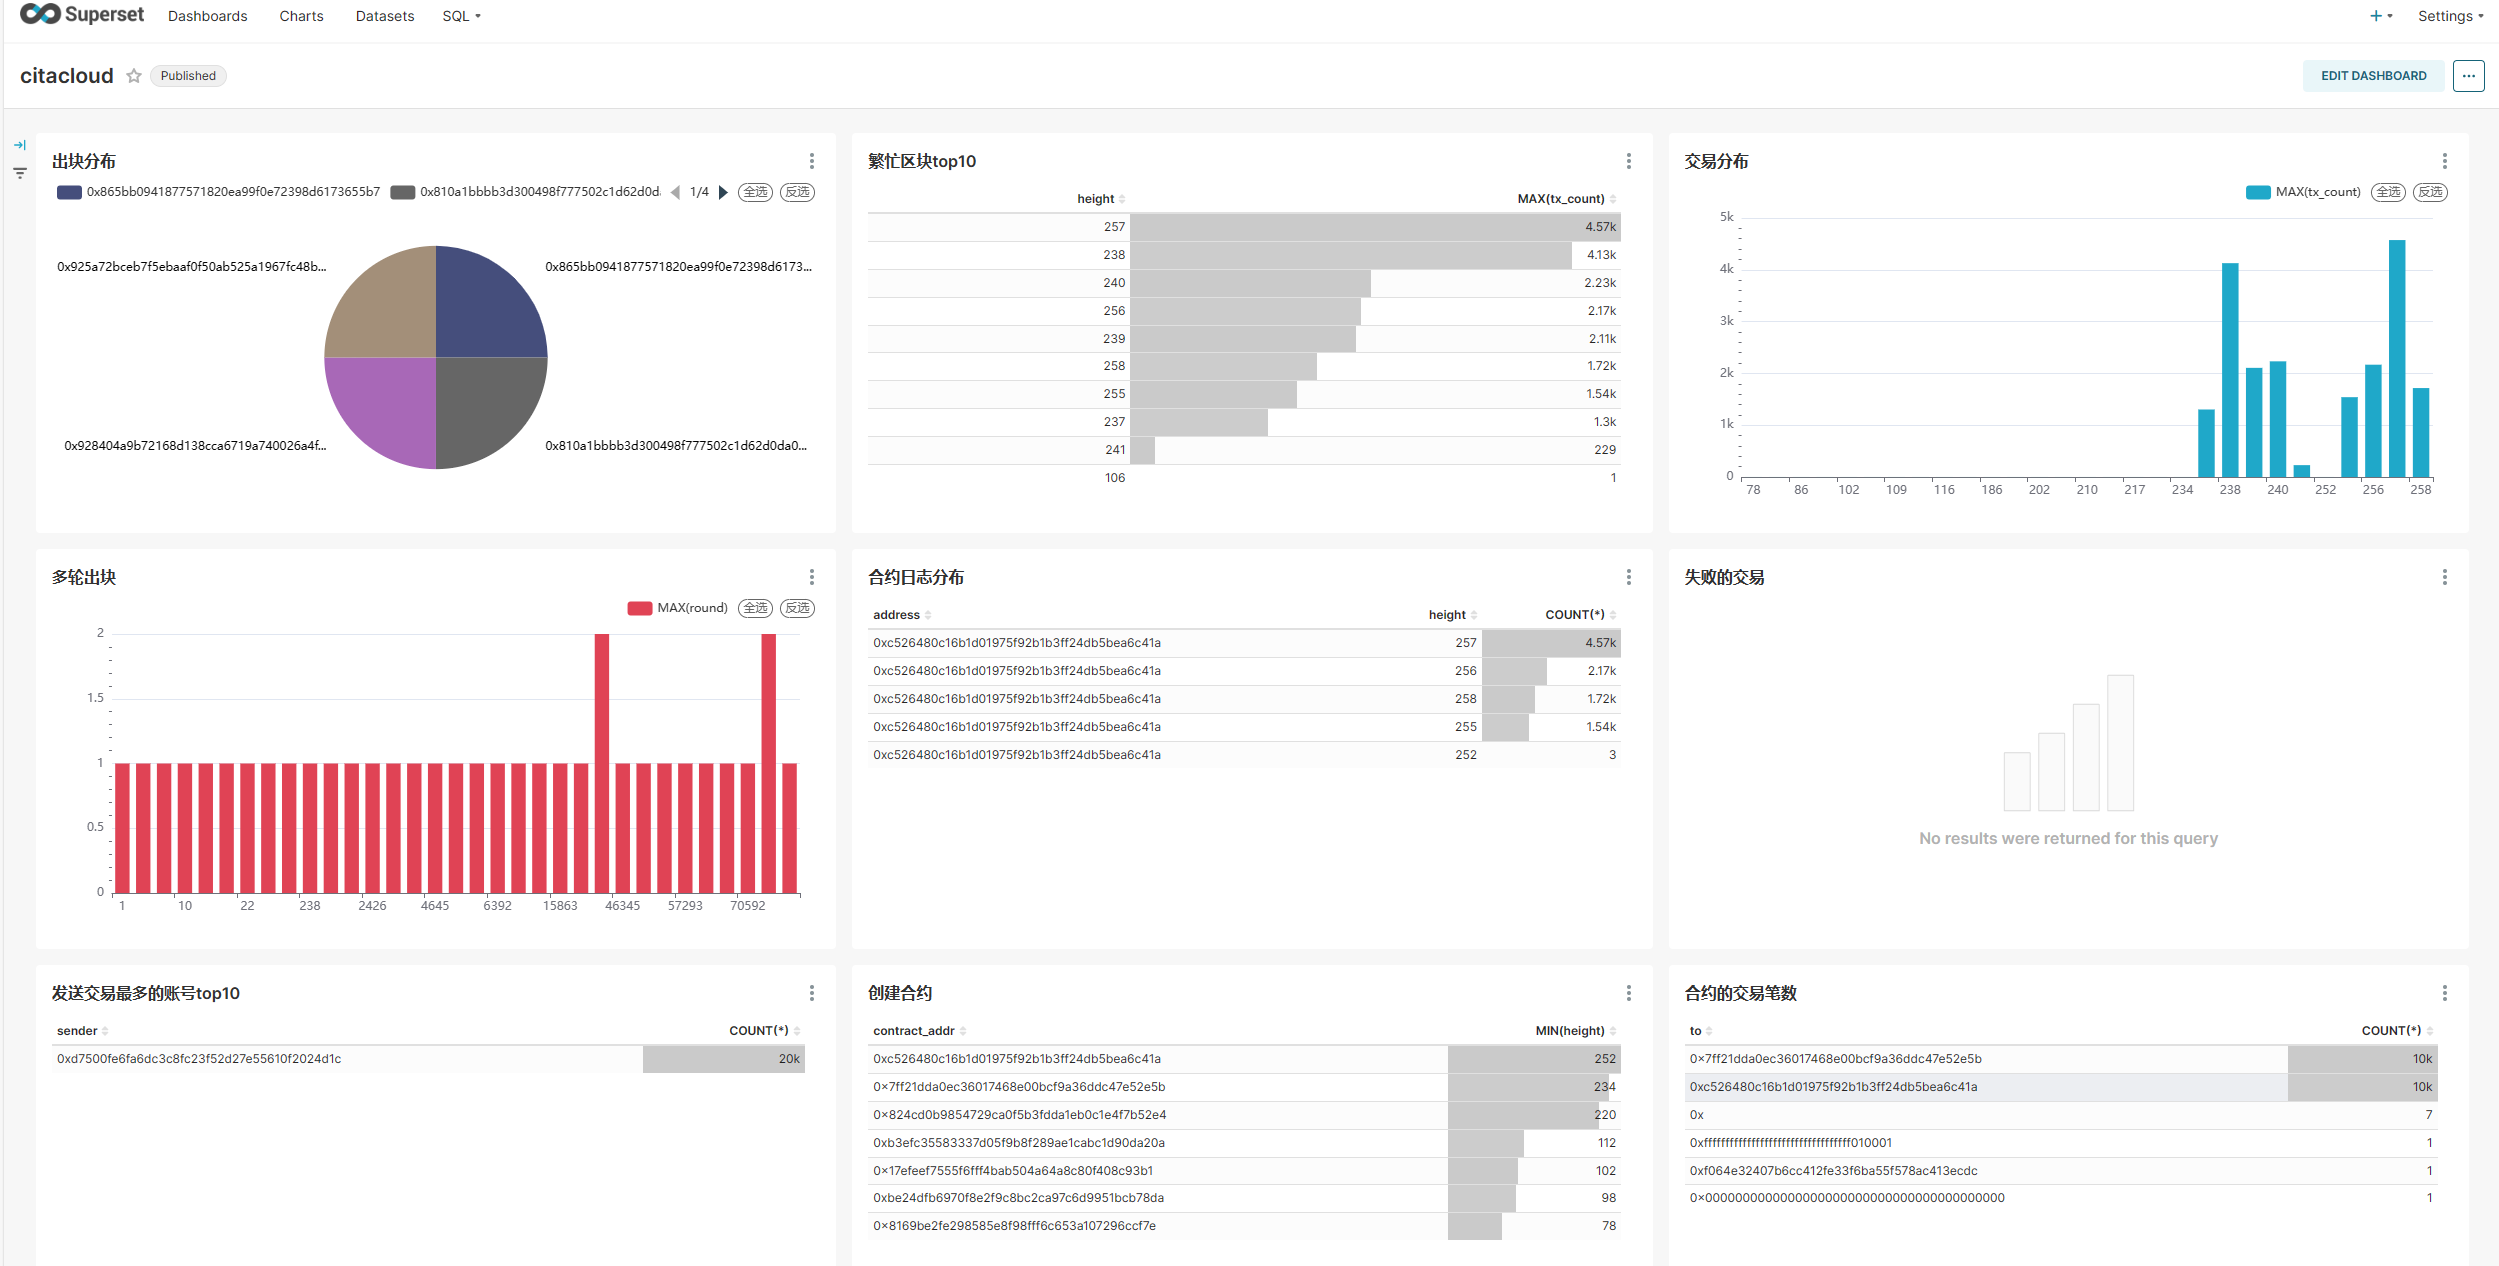 Superset Dashboards Charts Datasets SQL + Settings
citacloud Published EDIT DASHBOARD ...
出块分布
0x865bb0941877571820ea99f0e72398d6173655b7 0x810a1bbbb3d300498f777502c1d62d0da 1/4 全选 反选
0x925a72bceb7f5ebaaf0f50ab525a1967fc48b... 0x865bb0941877571820ea99f0e72398d6173...
0x928404a9b72168d138cca6719a740026a4f... 0x810a1bbbb3d300498f777502c1d62d0da0...
繁忙区块top10
height MAX(tx_count)
257 4.57k
238 4.13k
240 2.23k
256 2.17k
239 2.11k
258 1.72k
255 1.54k
237 1.3k
241 229
106 1
交易分布
MAX(tx_count) 全选 反选
5k
4k
3k
2k
1k
0
78 86 102 109 116 186 202 210 217 234 238 240 252 256 258
多轮出块
MAX(round) 全选 反选
2
1.5
1
0.5
0
1 10 22 238 2426 4645 6392 15863 46345 57293 70592
合约日志分布
address height COUNT(*)
0xc526480c16b1d01975f92b1b3ff24db5bea6c41a 257 4.57k
0xc526480c16b1d01975f92b1b3ff24db5bea6c41a 256 2.17k
0xc526480c16b1d01975f92b1b3ff24db5bea6c41a 258 1.72k
0xc526480c16b1d01975f92b1b3ff24db5bea6c41a 255 1.54k
0xc526480c16b1d01975f92b1b3ff24db5bea6c41a 252 3
失败的交易
No results were returned for this query
发送交易最多的账号top10
sender COUNT(*)
0xd7500fe6fa6dc3c8fc23f52d27e55610f2024d1c 20k
创建合约
contract_addr MIN(height)
0xc526480c16b1d01975f92b1b3ff24db5bea6c41a 252
0x7ff21dda0ec36017468e00bcf9a36ddc47e52e5b 234
0x824cd0b9854729ca0f5b3fdda1eb0c1e4f7b52e4 220
0xb3efc35583337d05f9b8f289ae1cabc1d90da20a 112
0x17efeef7555f6fff4bab504a64a8c80f408c93b1 102
0xbe24dfb6970f8e2f9c8bc2ca97c6d9951bcb78da 98
0x8169be2fe298585e8f98fff6c653a107296ccf7e 78
合约的交易笔数
to COUNT(*)
0x7ff21dda0ec36017468e00bcf9a36ddc47e52e5b 10k
0xc526480c16b1d01975f92b1b3ff24db5bea6c41a 10k
0x 7
0xffffffffffffffffffffffffffffffffff010001 1
0xf064e32407b6cc412fe33f6ba55f578ac413ecdc 1
0x0000000000000000000000000000000000000000 1